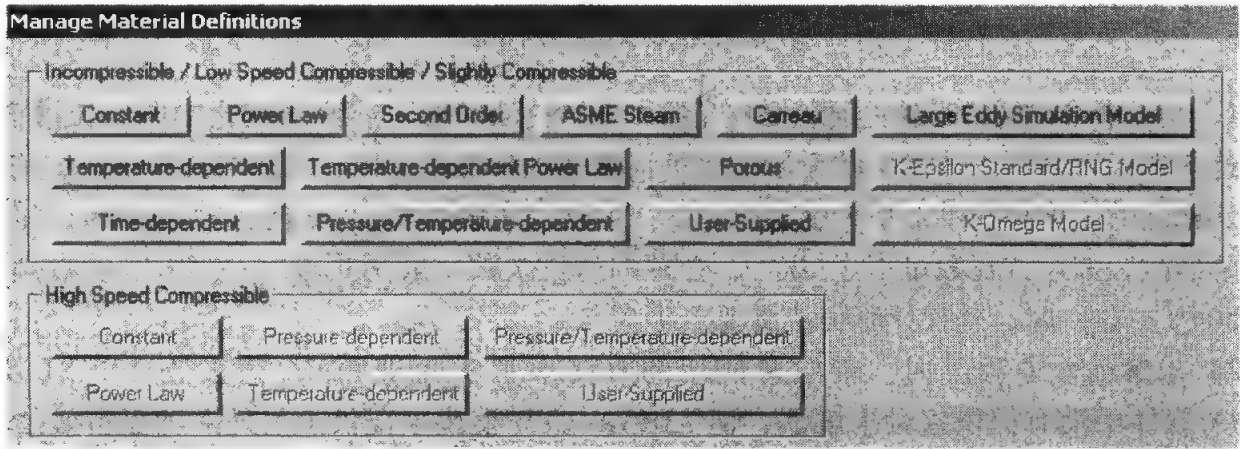 Manage Material Definitions
Incompressible / Low Speed Compressible / Slightly Compressible
Constant Power Law Second Order ASME Steam Carreau Large Eddy Simulation Model
Temperature-dependent Temperature-dependent Power Law Porous K-Epsilon Standard/RNG Model
Time-dependent Pressure/Temperature-dependent User-Supplied K-Omega Model
High Speed Compressible
Constant Pressure-dependent Pressure/Temperature-dependent
Power Law Temperature-dependent User-Supplied